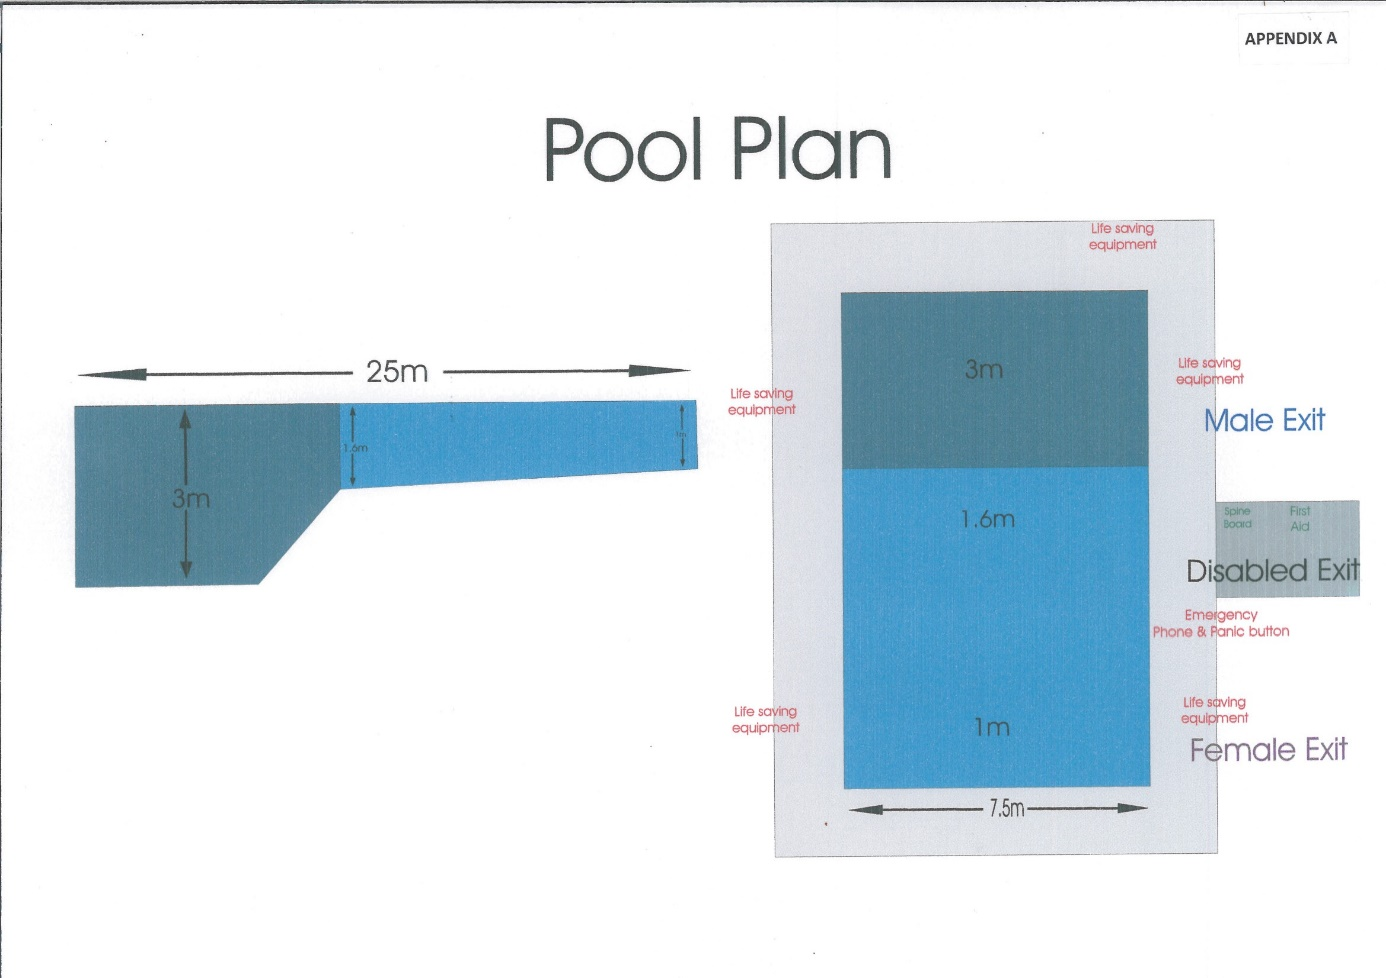 APPENDIX A
Pool Plan
25m
3m
1.6m
1m
Life saving
equipment
Life saving
equipment
Life saving
equipment
3m
Male Exit
1.6m
Spine
Board
First
Aid
Disabled Exit
Emergency
Phone & Panic button
Life saving
equipment
Life saving
equipment
1m
Female Exit
7.5m